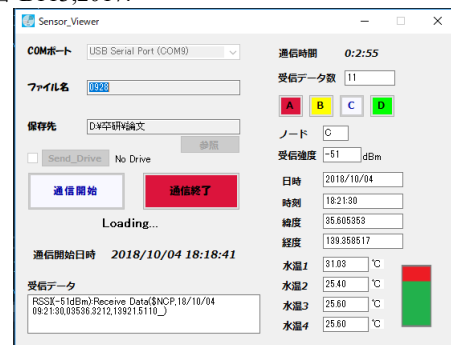 Sensor_Viewer
COMポート
USB Serial Port (COM9)
ファイル名
0928
保存先
D:¥卒研¥論文
参照
Send_Drive
No Drive
通信開始
通信終了
Loading...
通信開始日時 2018/10/04 18:18:41
受信データ
RSSI(-51dBm):Receive Data($NCP,18/10/04
09:21:30,03536.3212,13921.5110_)
通信時間 0:2:55
受信データ数 11
A B C D
ノード C
受信強度 -51 dBm
日時 2018/10/04
時刻 18:21:30
緯度 35.605353
経度 139.358517
水温1 31.03 ℃
水温2 25.40 ℃
水温3 25.60 ℃
水温4 25.60 ℃